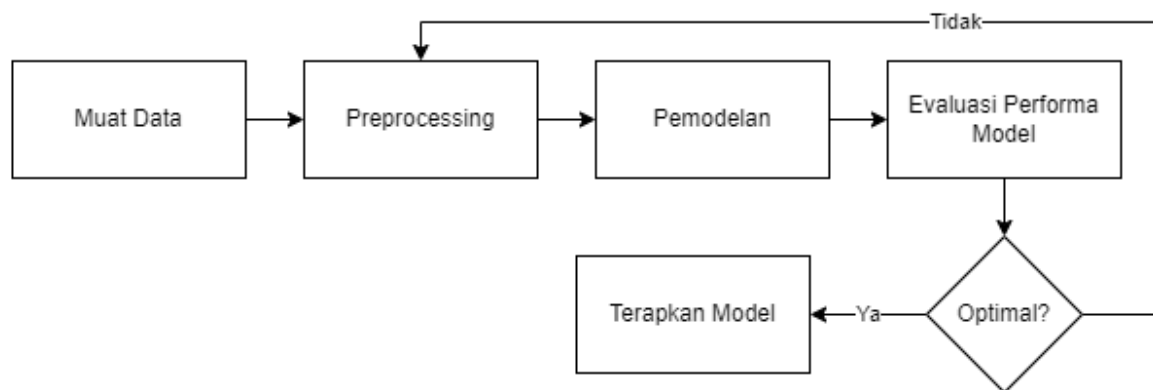 Tidak
Muat Data
Preprocessing
Pemodelan
Evaluasi Performa
Model
Terapkan Model
Ya
Optimal?